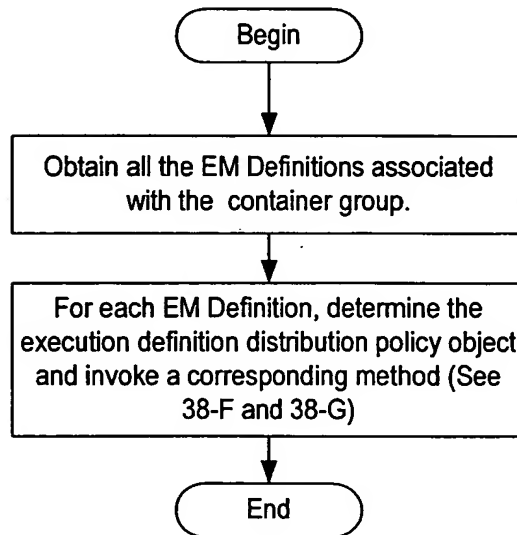 Begin
Obtain all the EM Definitions associated
with the container group.
For each EM Definition, determine the
execution definition distribution policy object
and invoke a corresponding method (See
38-F and 38-G)
End